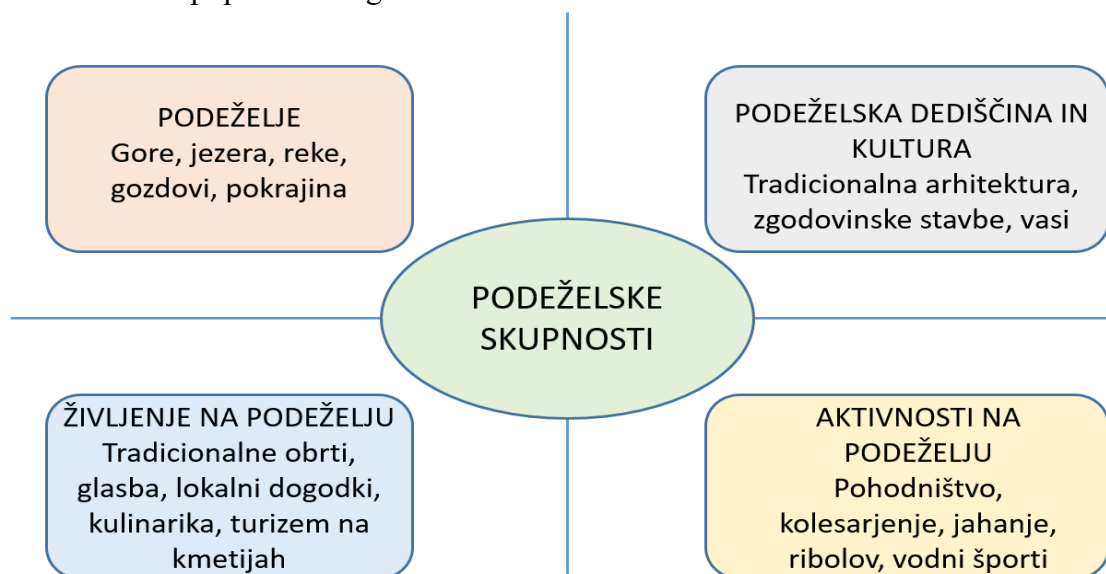 PODEŽELJE
Gore, jezera, reke,
gozdovi, pokrajina
PODEŽELSKA DEDIŠČINA IN
KULTURA
Tradicionalna arhitektura,
zgodovinske stavbe, vasi
PODEŽELSKE
SKUPNOSTI
ŽIVLJENJE NA PODEŽELJU
Tradicionalne obrti,
glasba, lokalni dogodki,
kulinarika, turizem na
kmetijah
AKTIVNOSTI NA
PODEŽELJU
Pohodništvo,
kolesarjenje, jahanje,
ribolov, vodni športi